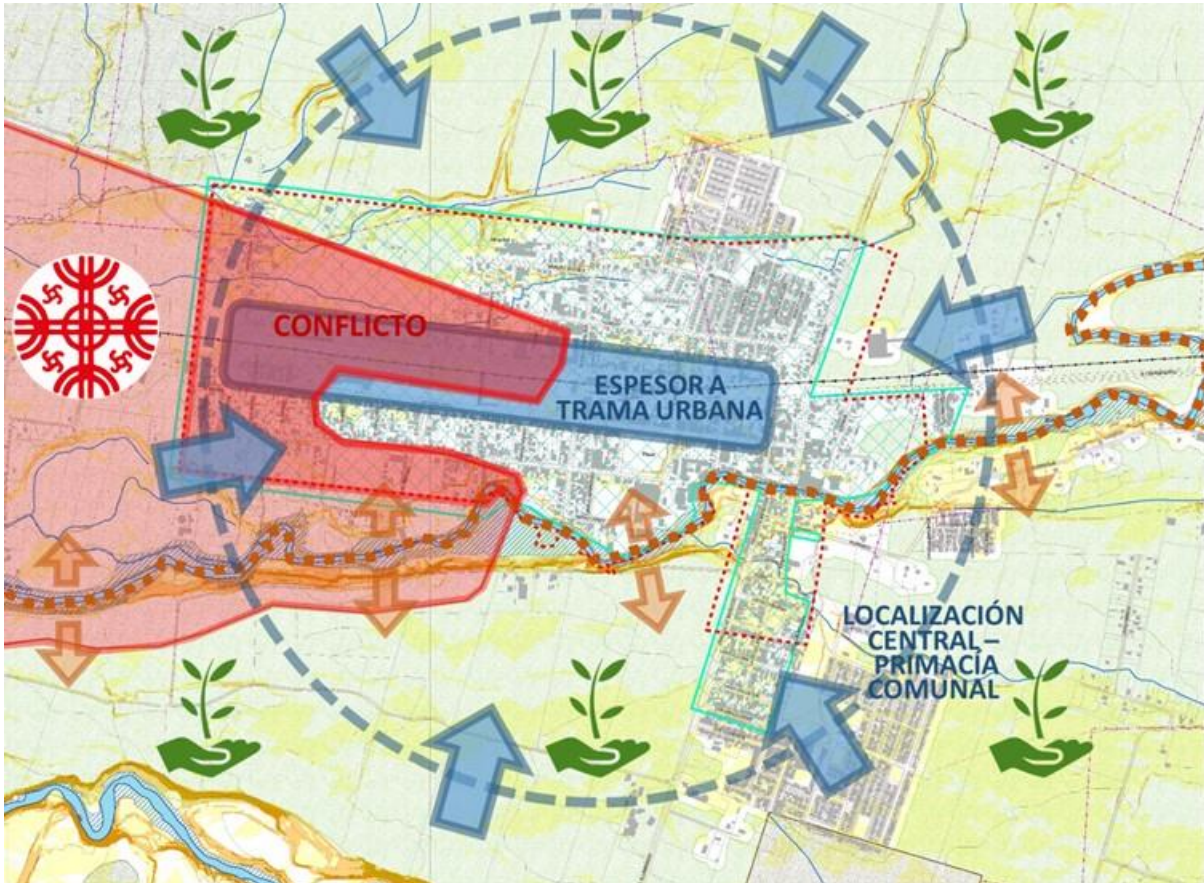 CONFLICTO
ESPESOR A
TRAMA URBANA
LOCALIZACIÓN
CENTRAL –
PRIMACÍA
COMUNAL